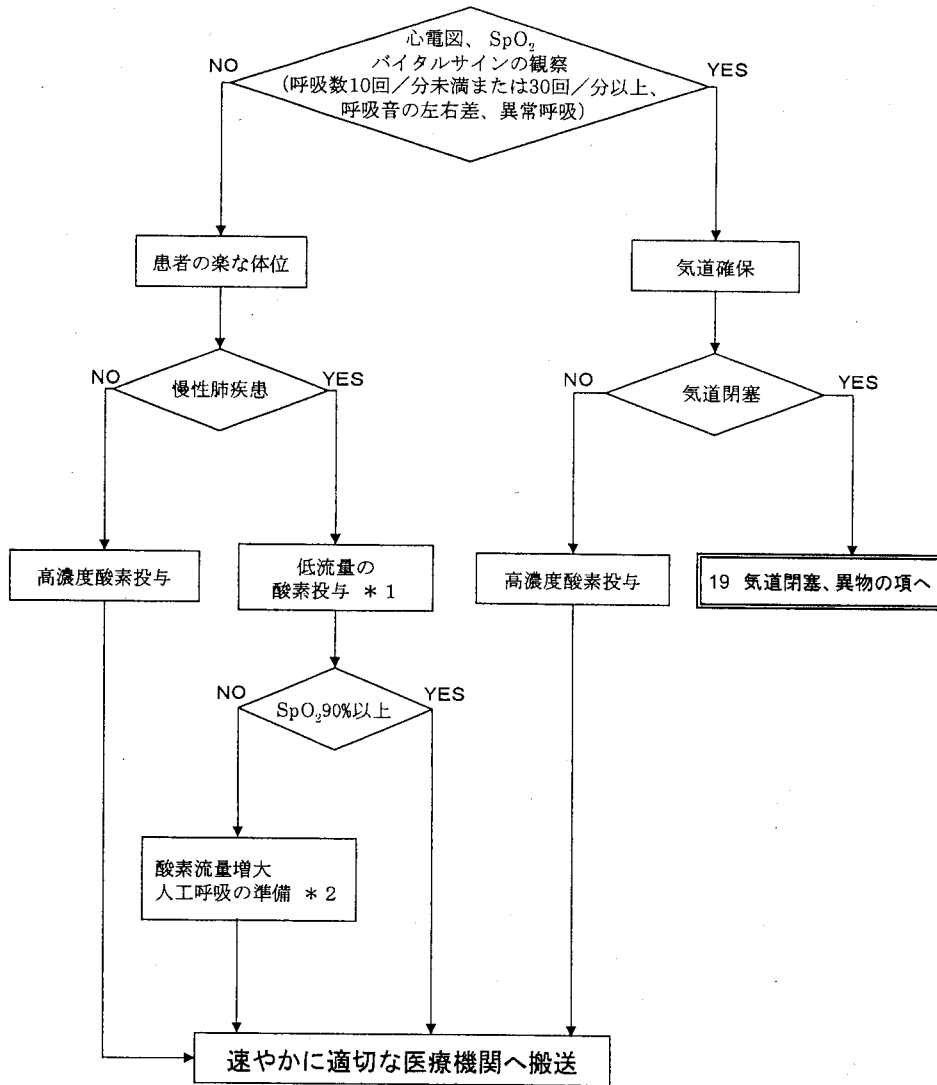 心電図、 SpO₂
バイタルサインの観察
(呼吸数10回/分未満または30回/分以上、
呼吸音の左右差、異常呼吸)
NO
YES
患者の楽な体位
気道確保
NO
慢性肺疾患
YES
NO
気道閉塞
YES
高濃度酸素投与
低流量の
酸素投与 *1
高濃度酸素投与
19 気道閉塞、異物の項へ
NO
SpO₂90%以上
YES
酸素流量増大
人工呼吸の準備 *2
速やかに適切な医療機関へ搬送